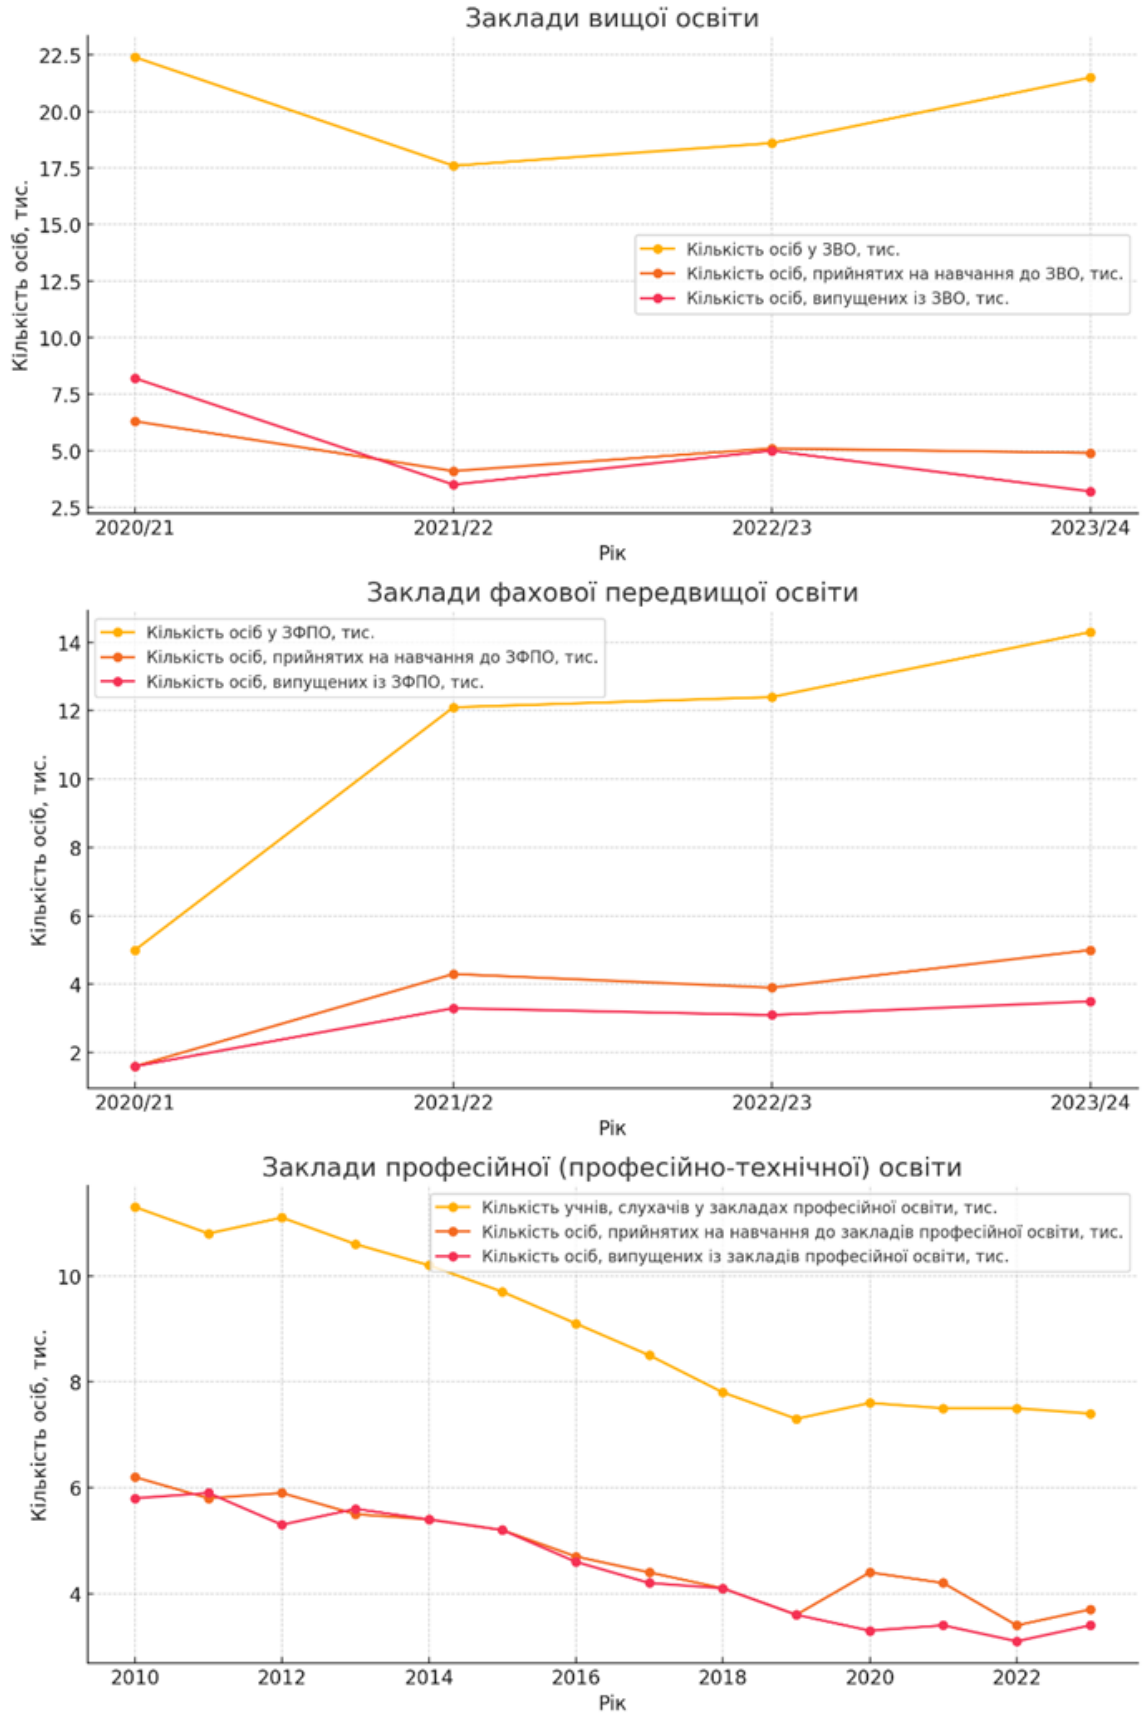 Заклади вищої освіти
22.5
20.0
17.5
15.0
12.5
10.0
7.5
5.0
2.5
Кількість осіб, тис.
Кількість осіб у ЗВО, тис.
Кількість осіб, прийнятих на навчання до ЗВО, тис.
Кількість осіб, випущених із ЗВО, тис.
2020/21 2021/22 2022/23 2023/24
Рік
Заклади фахової передвищої освіти
Кількість осіб у ЗФПО, тис.
Кількість осіб, прийнятих на навчання до ЗФПО, тис.
Кількість осіб, випущених із ЗФПО, тис.
14
12
10
8
6
4
2
Кількість осіб, тис.
2020/21 2021/22 2022/23 2023/24
Рік
Заклади професійної (професійно-технічної) освіти
Кількість учнів, слухачів у закладах професійної освіти, тис.
Кількість осіб, прийнятих на навчання до закладів професійної освіти, тис.
Кількість осіб, випущених із закладів професійної освіти, тис.
10
8
6
4
Кількість осіб, тис.
2010 2012 2014 2016 2018 2020 2022
Рік